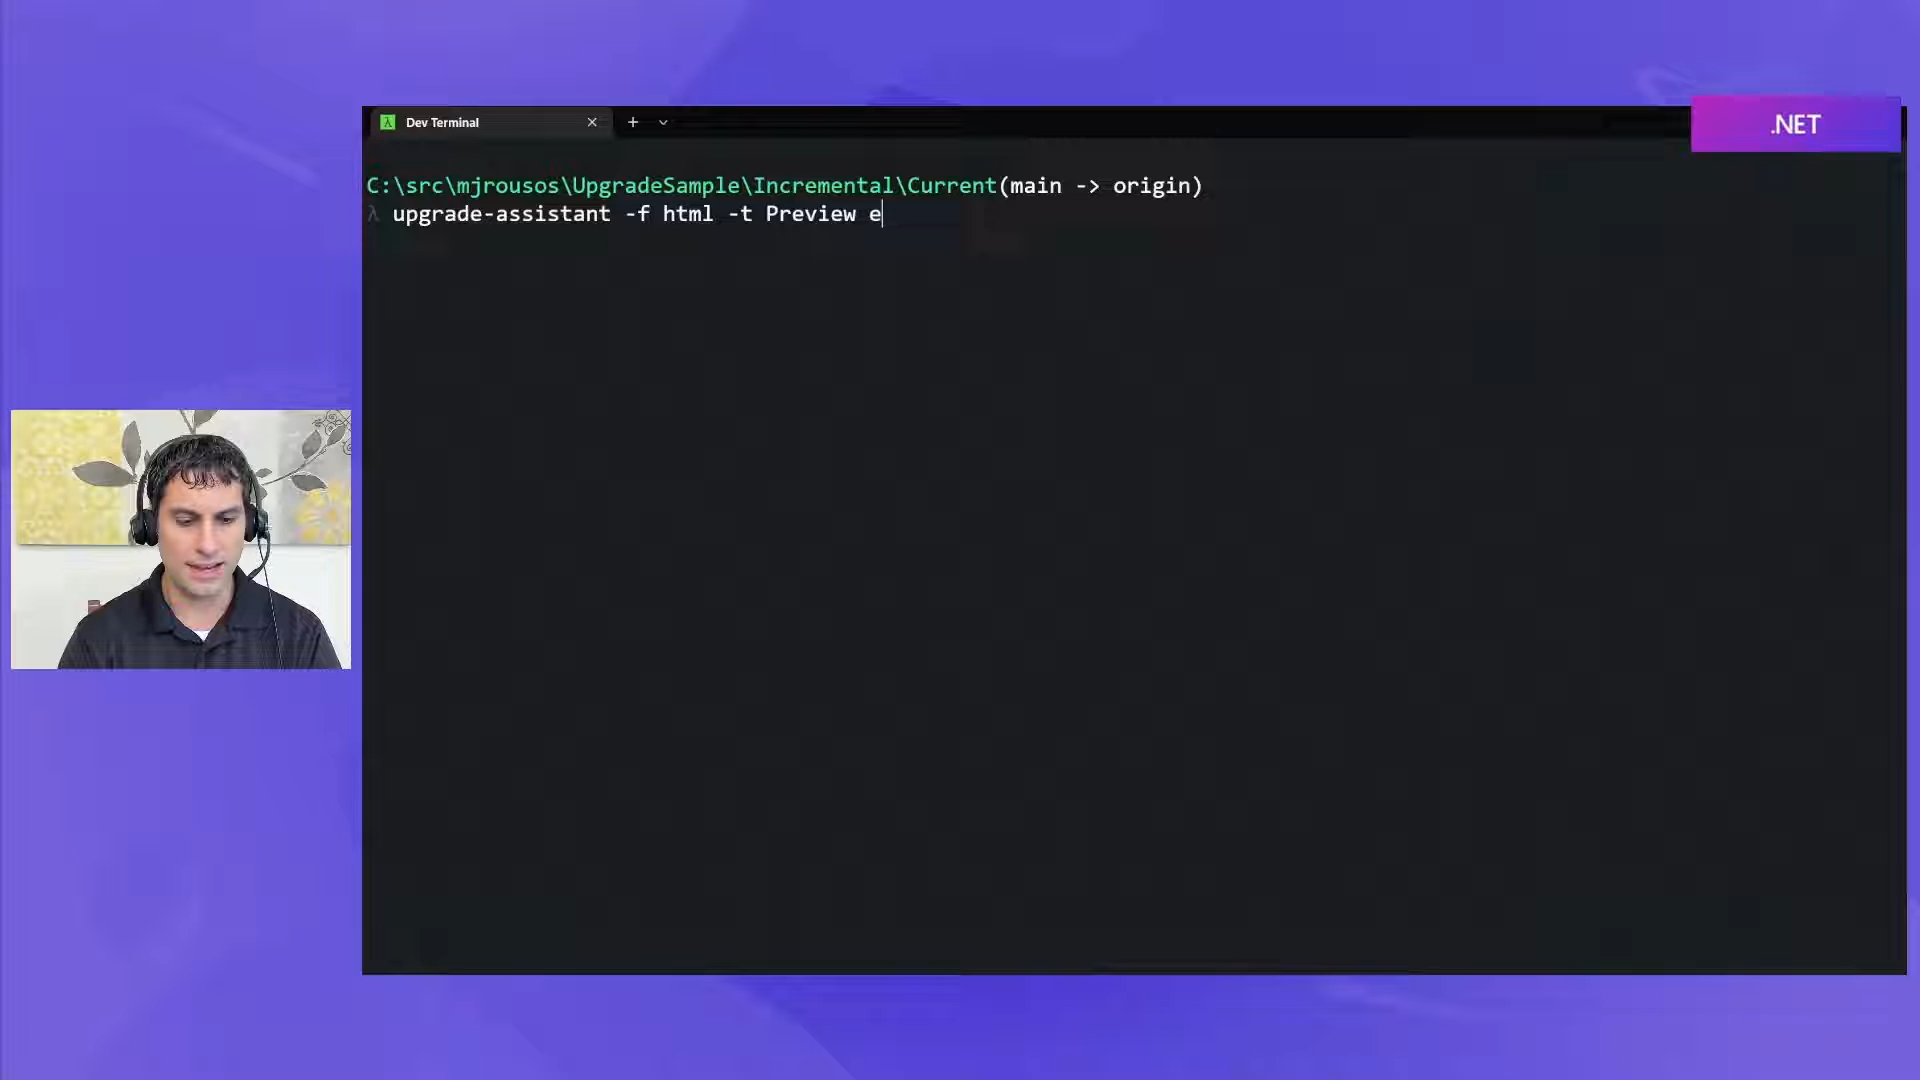 Dev Terminal
.NET
C:\src\mjrousos\UpgradeSample\Incremental\Current(main -> origin)
λ upgrade-assistant -f html -t Preview e